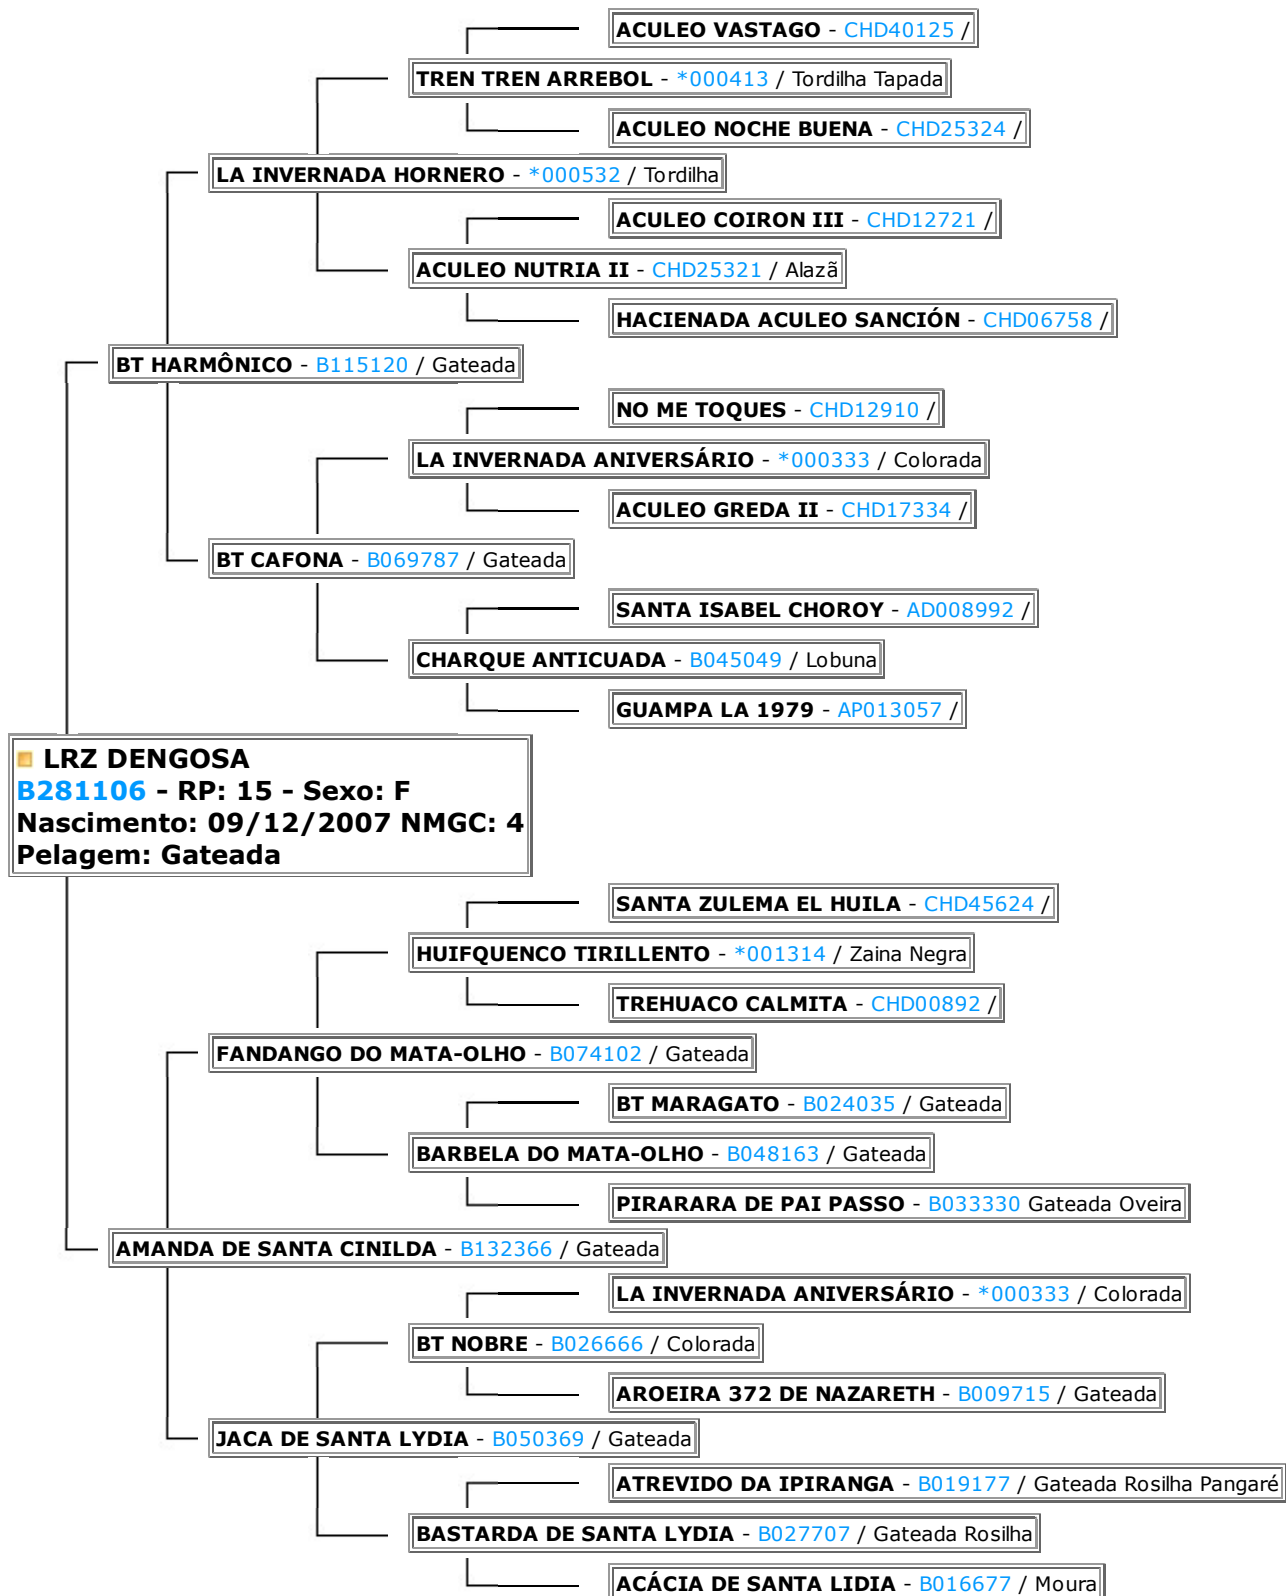 ACULEO VASTAGO - CHD40125 /
TREN TREN ARREBOL - *000413 / Tordilha Tapada
ACULEO NOCHE BUENA - CHD25324 /
LA INVERNADA HORNERO - *000532 / Tordilha
ACULEO COIRON III - CHD12721 /
ACULEO NUTRIA II - CHD25321 / Alazã
HACIENADA ACULEO SANCIÓN - CHD06758 /
BT HARMÔNICO - B115120 / Gateada
NO ME TOQUES - CHD12910 /
LA INVERNADA ANIVERSÁRIO - *000333 / Colorada
ACULEO GREDA II - CHD17334 /
BT CAFONA - B069787 / Gateada
SANTA ISABEL CHOROY - AD008992 /
CHARQUE ANTICUADA - B045049 / Lobuna
GUAMPA LA 1979 - AP013057 /
LRZ DENGOSA
B281106 - RP: 15 - Sexo: F
Nascimento: 09/12/2007 NMGC: 4
Pelagem: Gateada
SANTA ZULEMA EL HUILA - CHD45624 /
HUIFQUENCO TIRILLENTO - *001314 / Zaina Negra
TREHUACO CALMITA - CHD00892 /
FANDANGO DO MATA-OLHO - B074102 / Gateada
BT MARAGATO - B024035 / Gateada
BARBELA DO MATA-OLHO - B048163 / Gateada
PIRARARA DE PAI PASSO - B033330 Gateada Oveira
AMANDA DE SANTA CINILDA - B132366 / Gateada
LA INVERNADA ANIVERSÁRIO - *000333 / Colorada
BT NOBRE - B026666 / Colorada
AROEIRA 372 DE NAZARETH - B009715 / Gateada
JACA DE SANTA LYDIA - B050369 / Gateada
ATREVIDO DA IPIRANGA - B019177 / Gateada Rosilha Pangaré
BASTARDA DE SANTA LYDIA - B027707 / Gateada Rosilha
ACÁCIA DE SANTA LIDIA - B016677 / Moura